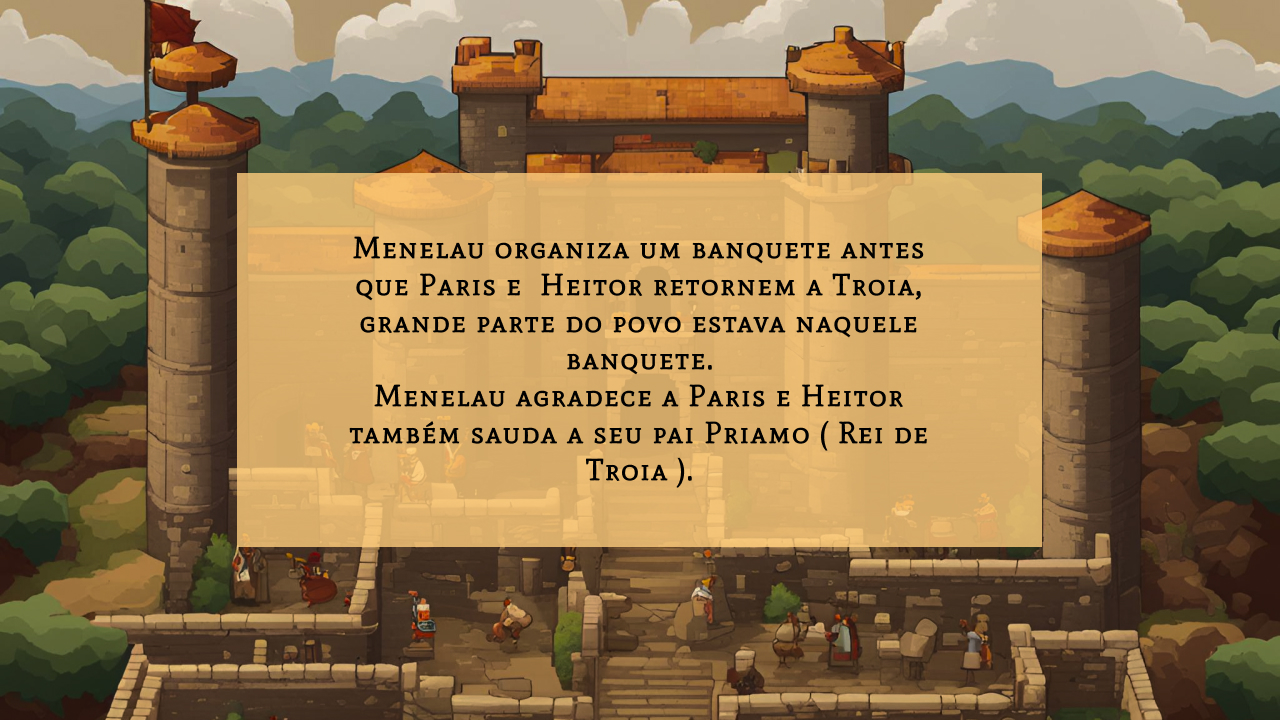 Menelau organiza um banquete antes
que Paris e  Heitor retornem a Troia,
grande parte do povo estava naquele
banquete.
Menelau agradece a Paris e Heitor
também sauda a seu pai Priamo ( Rei de
Troia ).